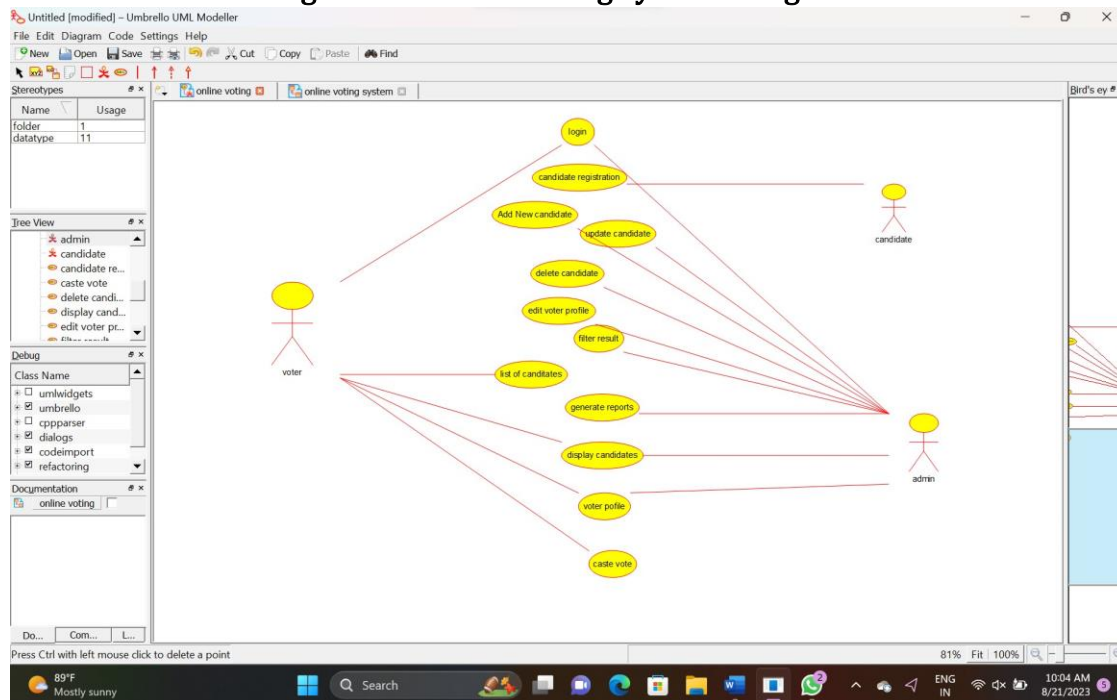 Untitled [modified] – Umbrello UML Modeller
File Edit Diagram Code Settings Help
New Open Save Cut Copy Paste Find
Stereotypes
Name Usage
folder 1
datatype 11
Tree View
admin
candidate
candidate re...
caste vote
delete candi...
display cand...
edit voter pr...
filter result
Debug
Class Name
umlwidgets
umbrello
cppparser
dialogs
codeimport
refactoring
Documentation
online voting
Do... Com... L...
online voting online voting system
login
candidate registration
Add New candidate
update candidate
candidate
delete candidate
edit voter profile
filter result
voter
list of canditates
generate reports
display candidates
admin
voter pofile
caste vote
Bird's ey
Press Ctrl with left mouse click to delete a point
81% Fit 100%
89°F
Mostly sunny
Search
2
ENG
IN
10:04 AM
8/21/2023
5